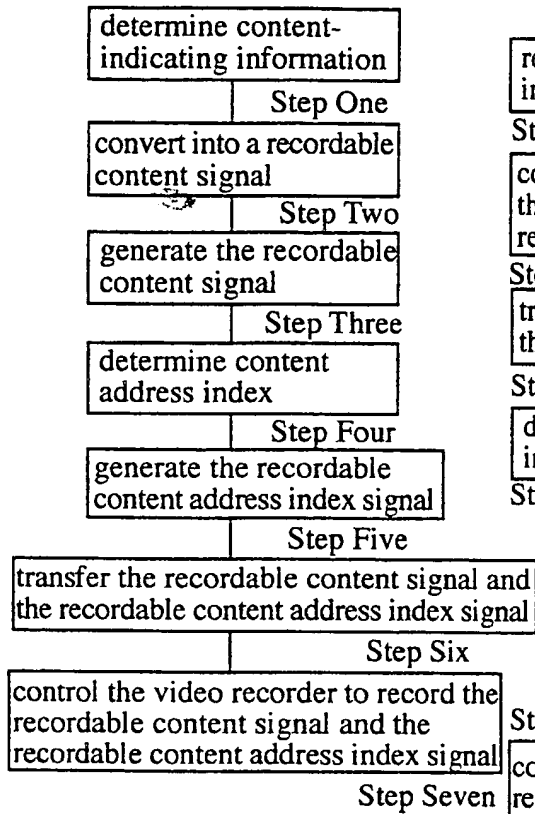 determine content-
indicating information
Step One
convert into a recordable
content signal
Step Two
generate the recordable
content signal
Step Three
determine content
address index
Step Four
generate the recordable
content address index signal
Step Five
transfer the recordable content signal and
the recordable content address index signal
Step Six
control the video recorder to record the
recordable content signal and the
recordable content address index signal
Step Seven